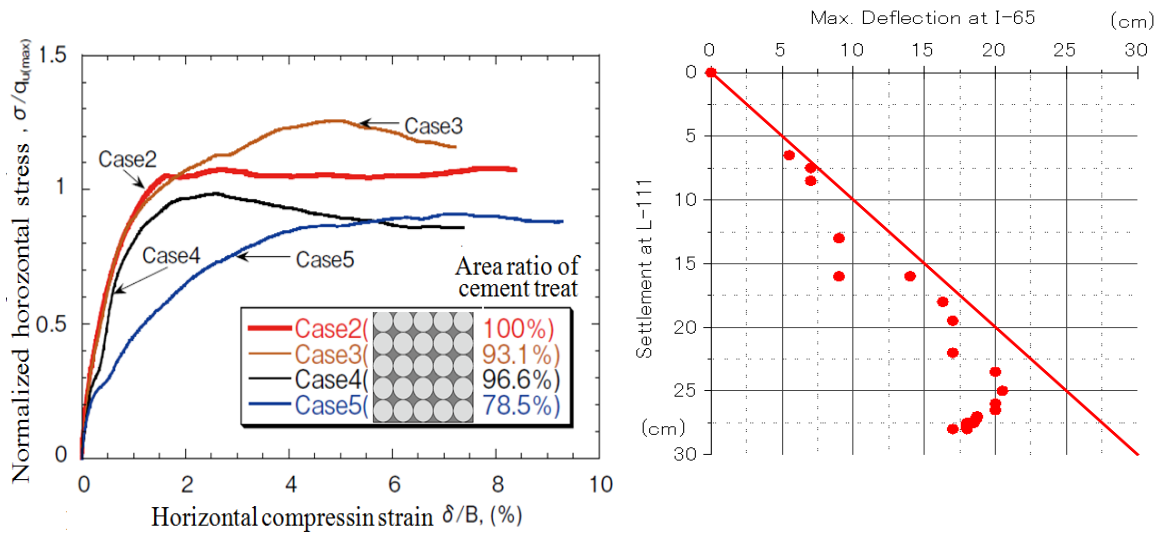 Normalized horozontal stress , σ/qu(max)
1.5
1
0.5
0
0
2
4
6
8
10
Horizontal compressin strain δ/B, (%)
Case2
Case3
Case4
Case5
Area ratio of
cement treat
Case2( 100%)
Case3( 93.1%)
Case4( 96.6%)
Case5( 78.5%)
Max. Deflection at I-65 (cm)
0 5 10 15 20 25 30
Settlement at L-111
0
5
10
15
20
25
(cm)
30